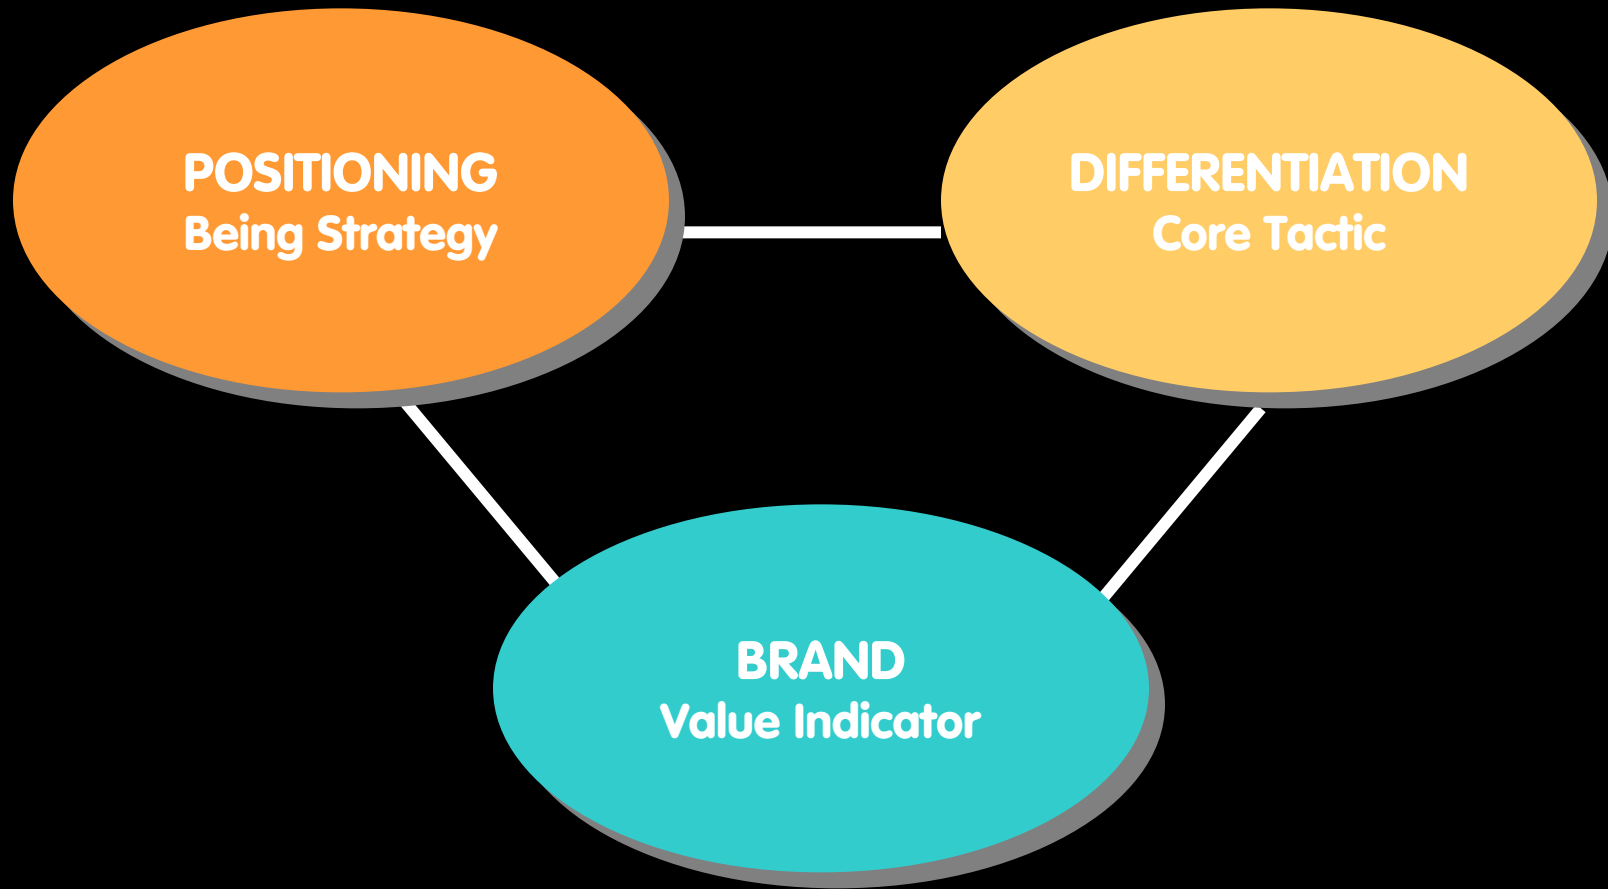 POSITIONING
Being Strategy
DIFFERENTIATION
Core Tactic
BRAND
Value Indicator